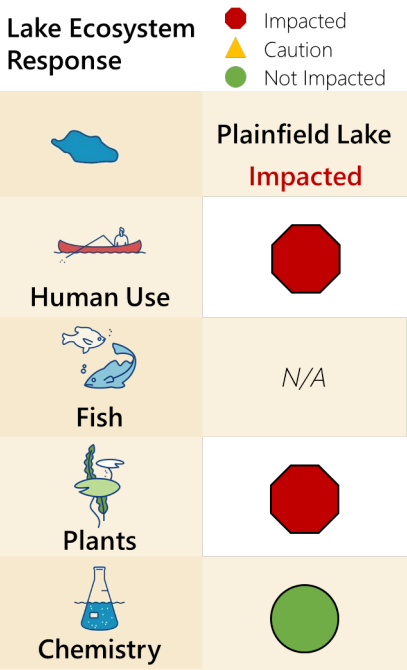 Lake Ecosystem
Response
Impacted
Caution
Not Impacted
Plainfield Lake
Impacted
Human Use
Fish
N/A
Plants
Chemistry